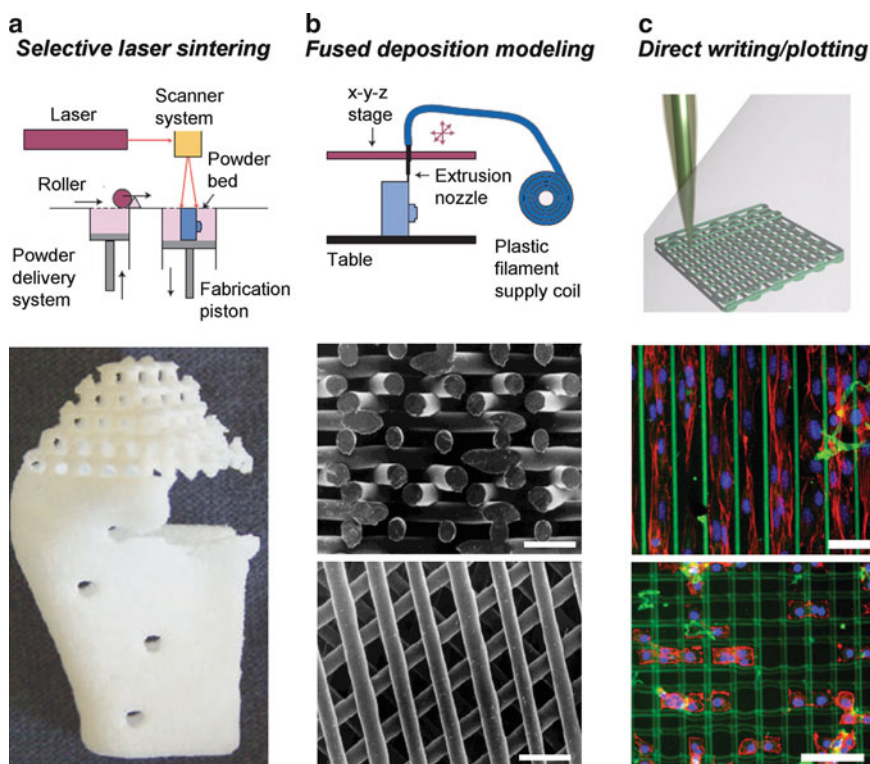 a
Selective laser sintering
Laser
Scanner
system
Powder
bed
Roller
Powder
delivery
system
Fabrication
piston
b
Fused deposition modeling
x-y-z
stage
Extrusion
nozzle
Table
Plastic
filament
supply coil
c
Direct writing/plotting